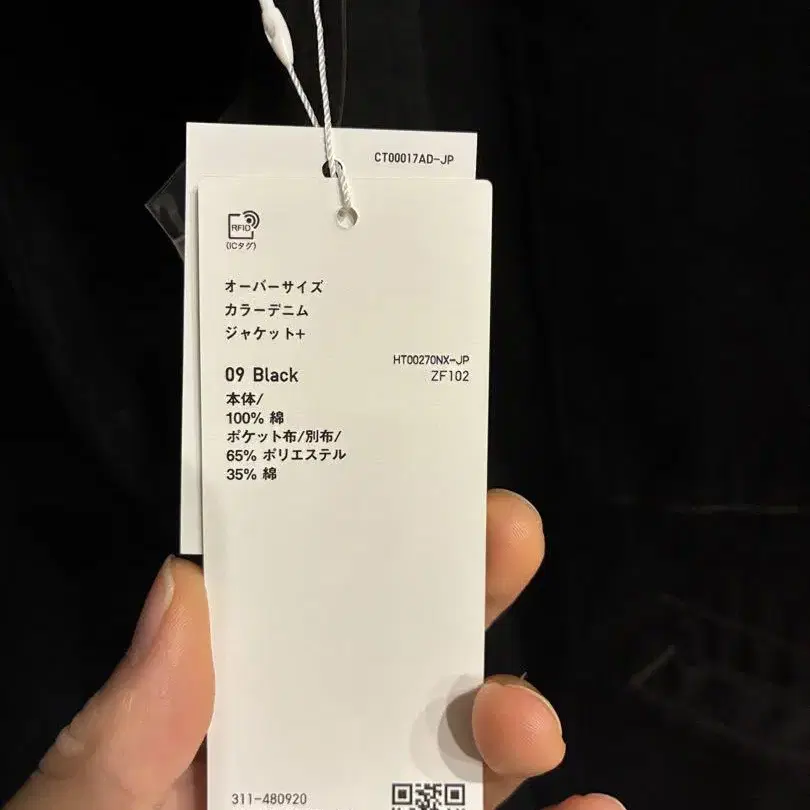 CT00017AD-JP
RFID
(ICタグ)
オーバーサイズ
カラーデニム
ジャケット+
HT00270NX-JP
09 Black
ZF102
本体/
100% 綿
ポケット布/別布/
65% ポリエステル
35% 綿
311-480920